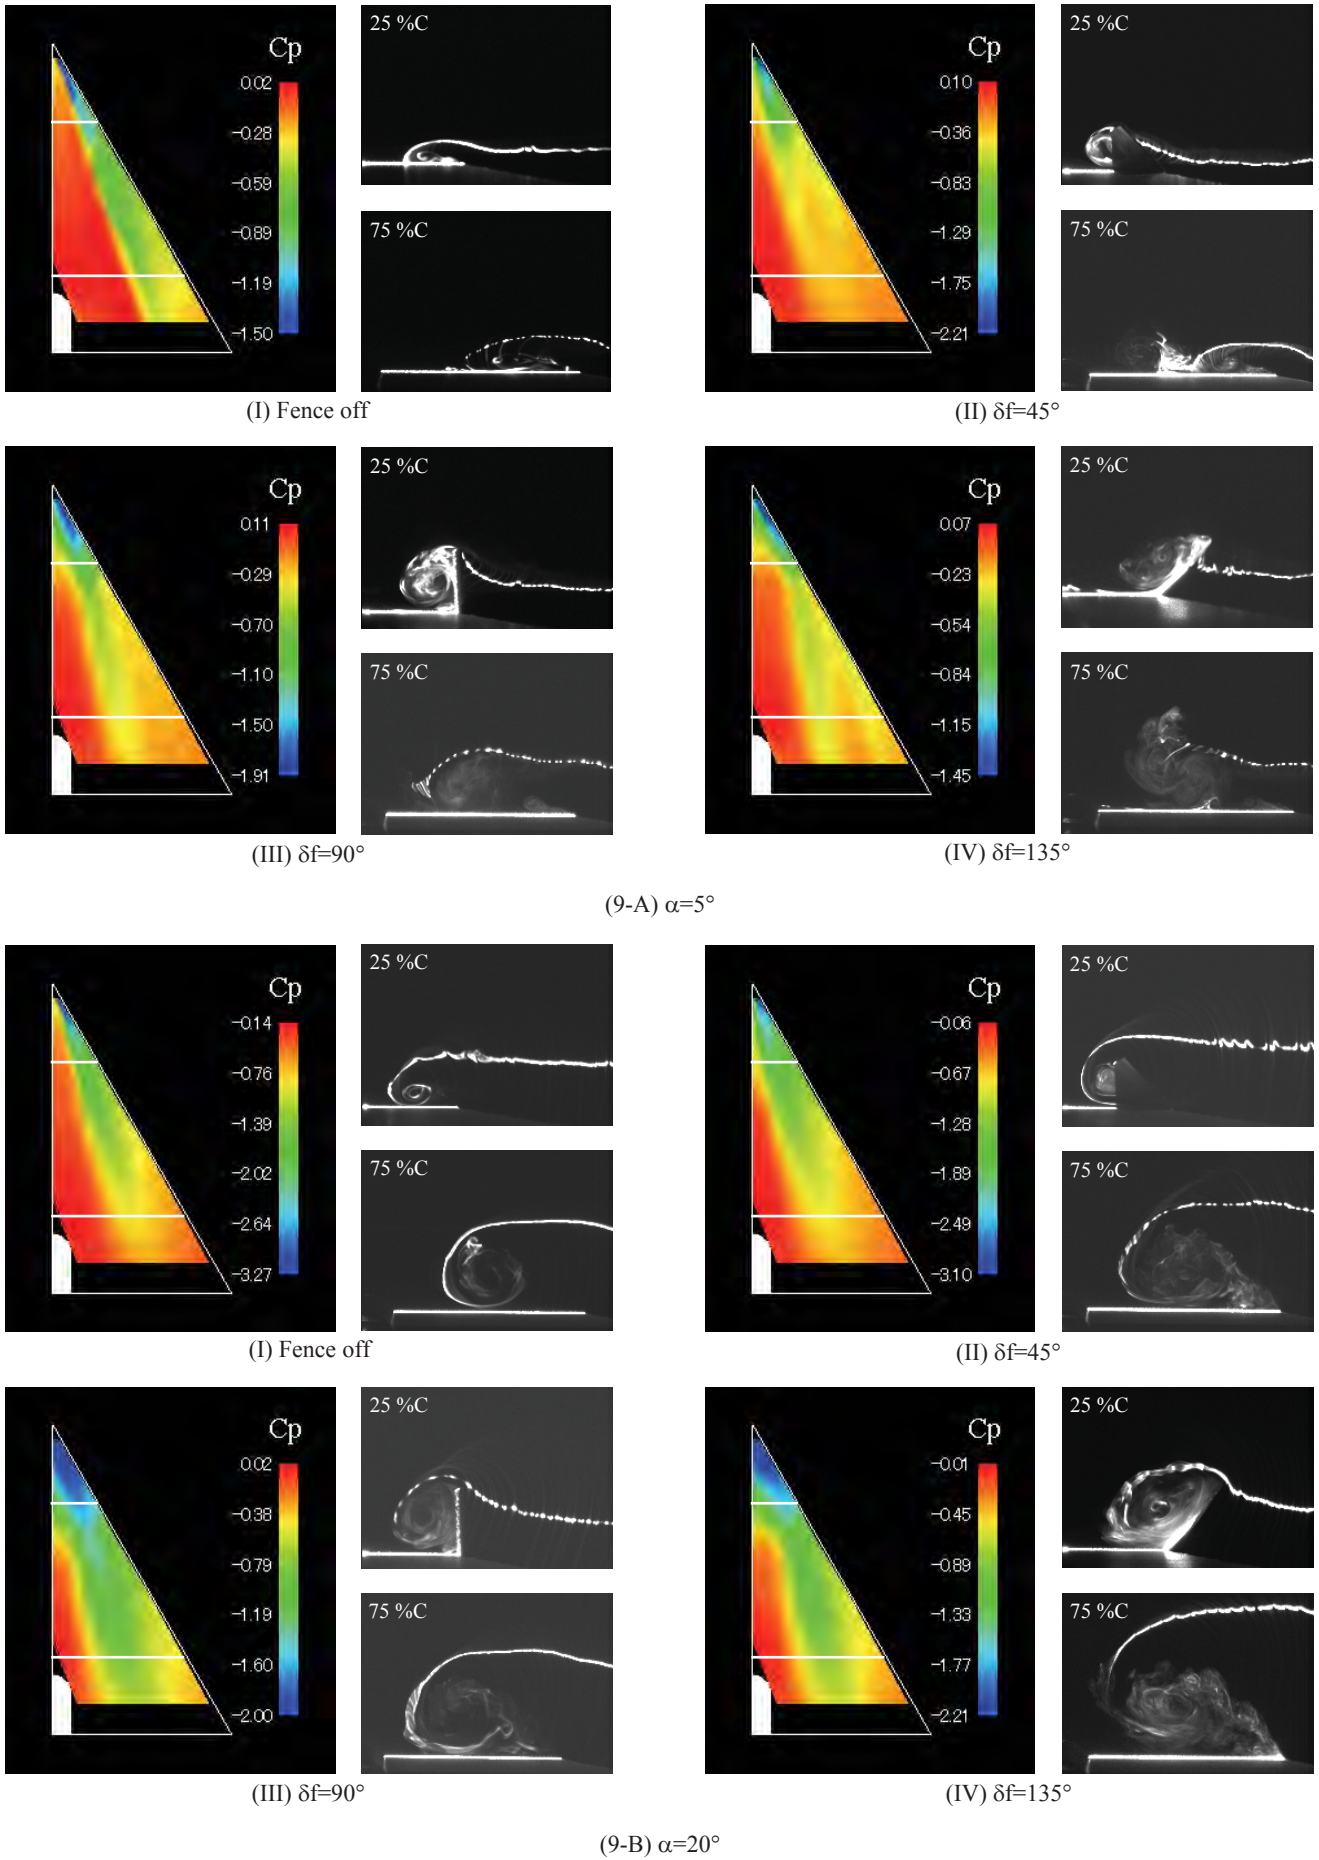 Cp
0.02
−0.28
−0.59
−0.89
−1.19
−1.50
25 %C
75 %C
(I) Fence off
Cp
0.10
−0.36
−0.83
−1.29
−1.75
−2.21
25 %C
75 %C
(II) δf=45°
Cp
0.11
−0.29
−0.70
−1.10
−1.50
−1.91
25 %C
75 %C
(III) δf=90°
Cp
0.07
−0.23
−0.54
−0.84
−1.15
−1.45
25 %C
75 %C
(IV) δf=135°
(9-A) α=5°
Cp
−0.14
−0.76
−1.39
−2.02
−2.64
−3.27
25 %C
75 %C
(I) Fence off
Cp
−0.06
−0.67
−1.28
−1.89
−2.49
−3.10
25 %C
75 %C
(II) δf=45°
Cp
0.02
−0.38
−0.79
−1.19
−1.60
−2.00
25 %C
75 %C
(III) δf=90°
Cp
−0.01
−0.45
−0.89
−1.33
−1.77
−2.21
25 %C
75 %C
(IV) δf=135°
(9-B) α=20°